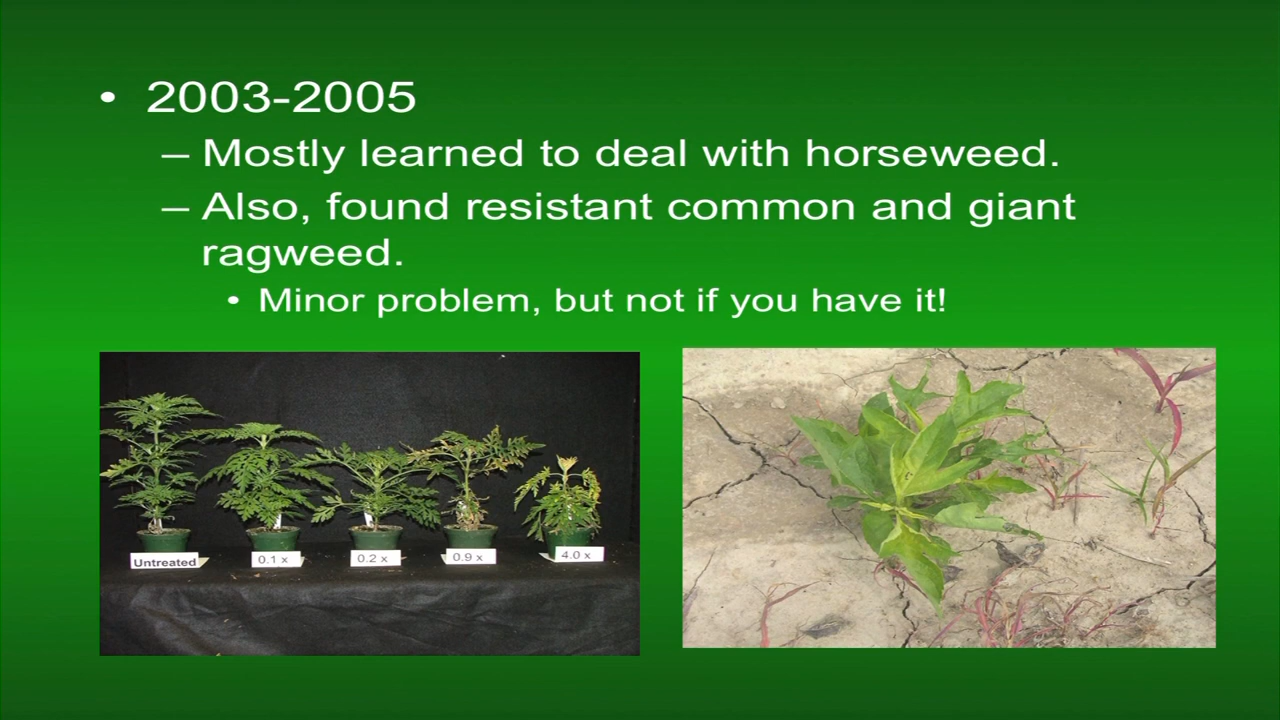 • 2003-2005
– Mostly learned to deal with horseweed.
– Also, found resistant common and giant
ragweed.
• Minor problem, but not if you have it!
Untreated
0.1 x
0.2 x
0.9 x
4.0 x